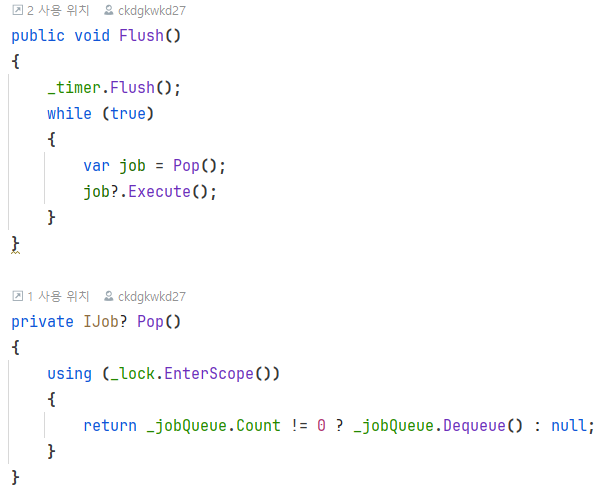 2 사용 위치 ckdgkwkd27
public void Flush()
{
    _timer.Flush();
    while (true)
    {
        var job = Pop();
        job?.Execute();
    }
}
1 사용 위치 ckdgkwkd27
private IJob? Pop()
{
    using (_lock.EnterScope())
    {
        return _jobQueue.Count != 0 ? _jobQueue.Dequeue() : null;
    }
}